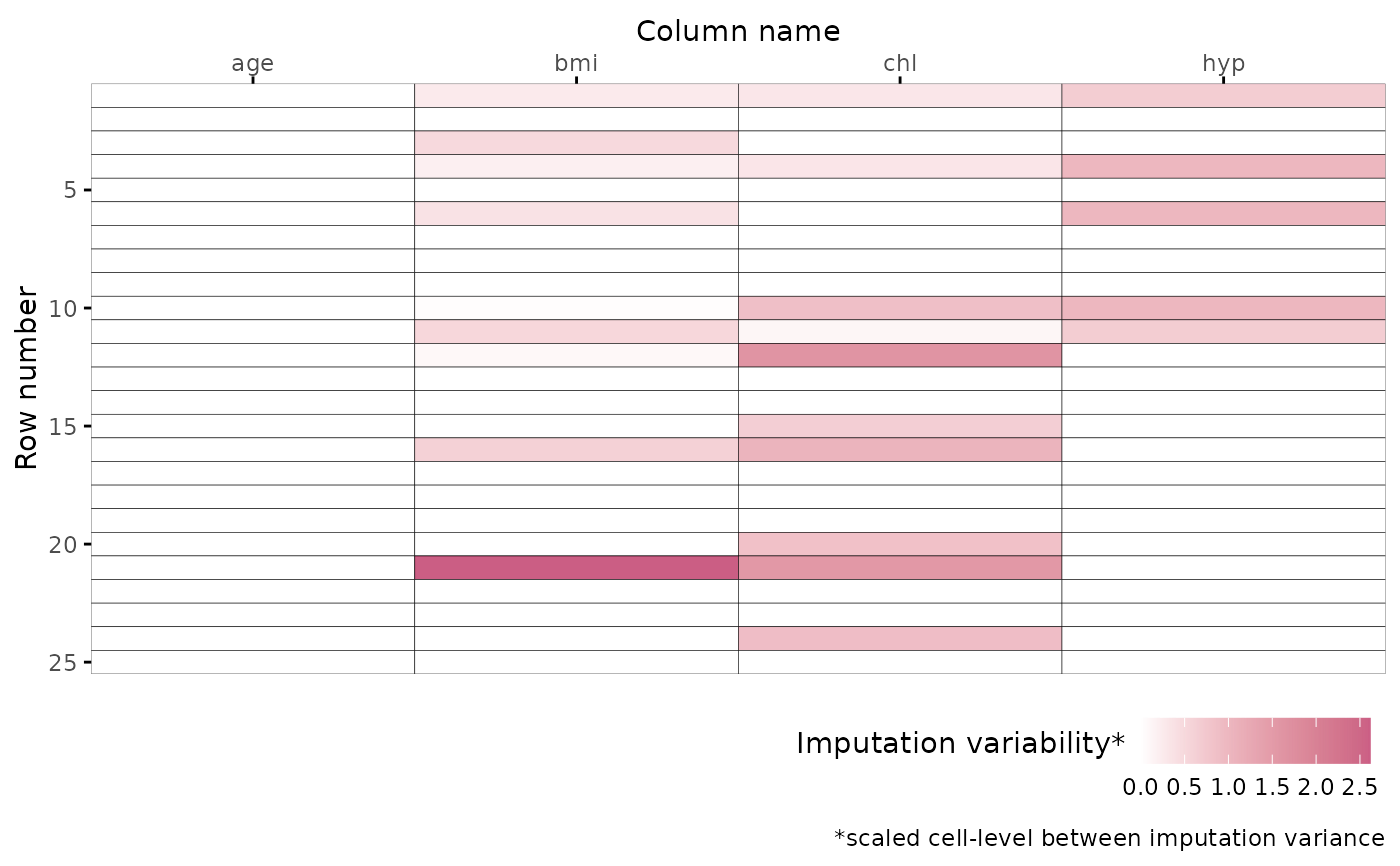 Column name
age bmi chl hyp
5
10
15
20
25
Row number
Imputation variability*
0.0 0.5 1.0 1.5 2.0 2.5
*scaled cell-level between imputation variance